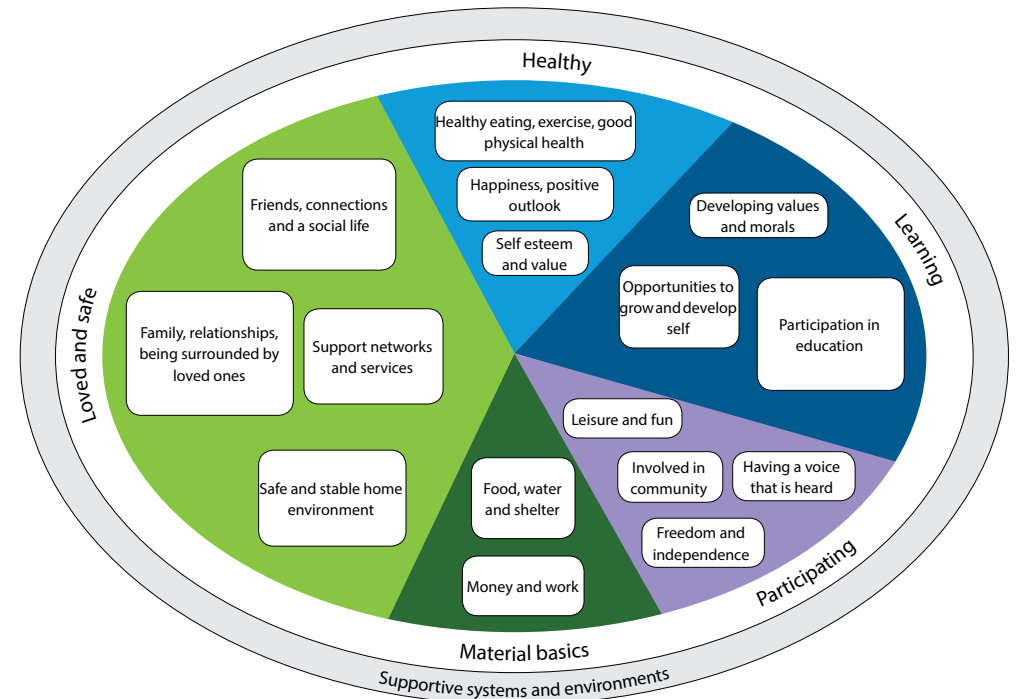 Healthy
Healthy eating, exercise, good
physical health
Happiness, positive
outlook
Self esteem
and value
Learning
Developing values
and morals
Opportunities to
grow and develop
self
Participation in
education
Participating
Leisure and fun
Involved in
community
Having a voice
that is heard
Freedom and
independence
Material basics
Food, water
and shelter
Money and work
Loved and safe
Friends, connections
and a social life
Family, relationships,
being surrounded by
loved ones
Support networks
and services
Safe and stable home
environment
Supportive systems and environments